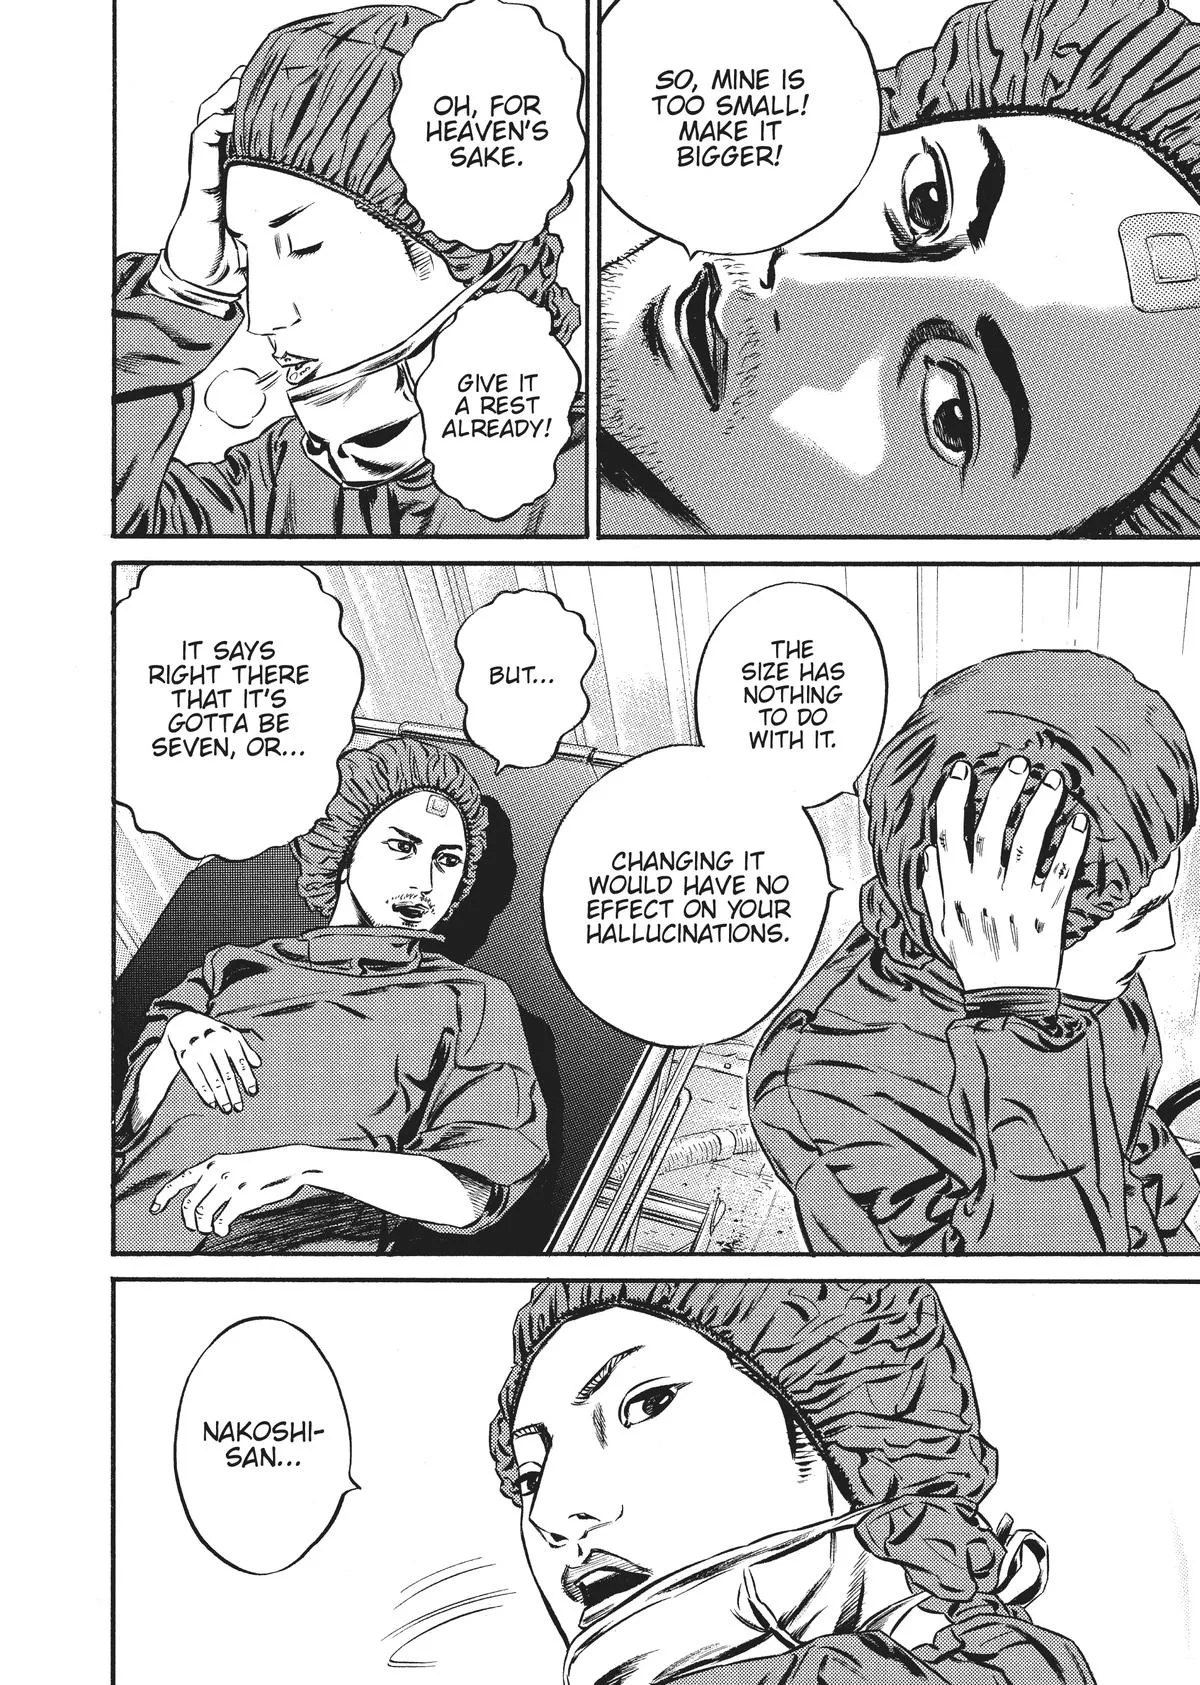 SO, MINE IS
TOO SMALL!
MAKE IT
BIGGER!
OH, FOR
HEAVEN'S
SAKE.
GIVE IT
A REST
ALREADY!
THE
SIZE HAS
NOTHING
TO DO
WITH IT.
CHANGING IT
WOULD HAVE NO
EFFECT ON YOUR
HALLUCINATIONS.
BUT...
IT SAYS
RIGHT THERE
THAT IT'S
GOTTA BE
SEVEN, OR...
NAKOSHI-
SAN...